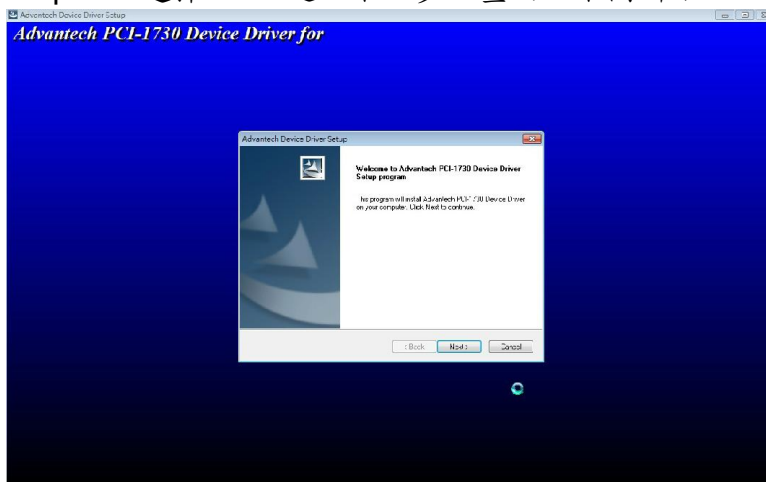 Advantech Device Driver Setup
Advantech PCI-1730 Device Driver for
Advantech Device Driver Setup
Welcome to Advantech PCI-1730 Device Driver
Setup program
This program will install Advantech PCI-1730 Device Driver
on your computer. Click Next to continue.
< Back
Next >
Cancel